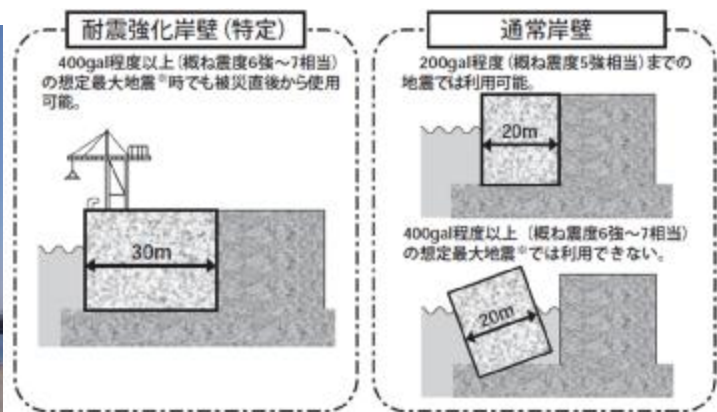 耐震強化岸壁(特定)
400gal程度以上(概ね震度6強～7相当)
の想定最大地震※時でも被災直後から使用
可能。
30m
通常岸壁
200gal程度(概ね震度5強相当)までの
地震では利用可能。
20m
400gal程度以上(概ね震度6強～7相当)
の想定最大地震※では利用できない。
20m